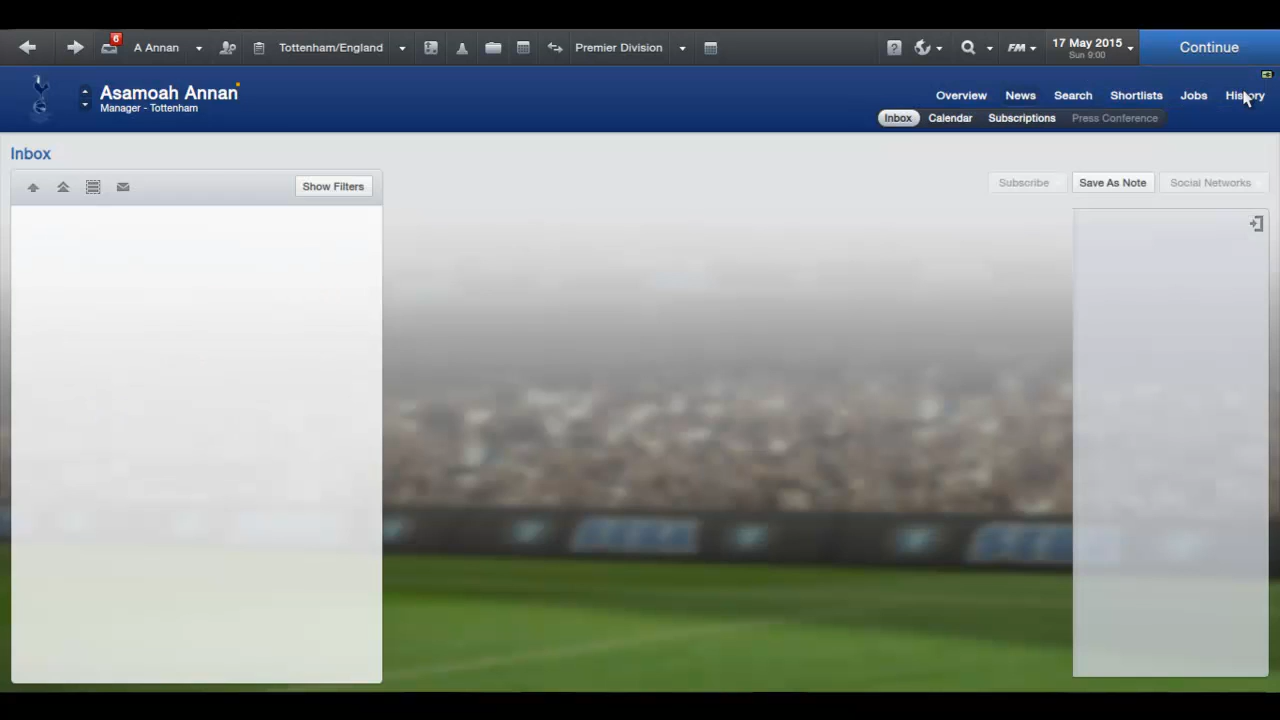 6 A Annan Tottenham/England Premier Division FM 17 May 2015 Continue
Sun 9:00
Asamoah Annan
Manager - Tottenham
Overview News Search Shortlists Jobs History
Inbox Calendar Subscriptions Press Conference
Inbox
Show Filters
Subscribe Save As Note Social Networks